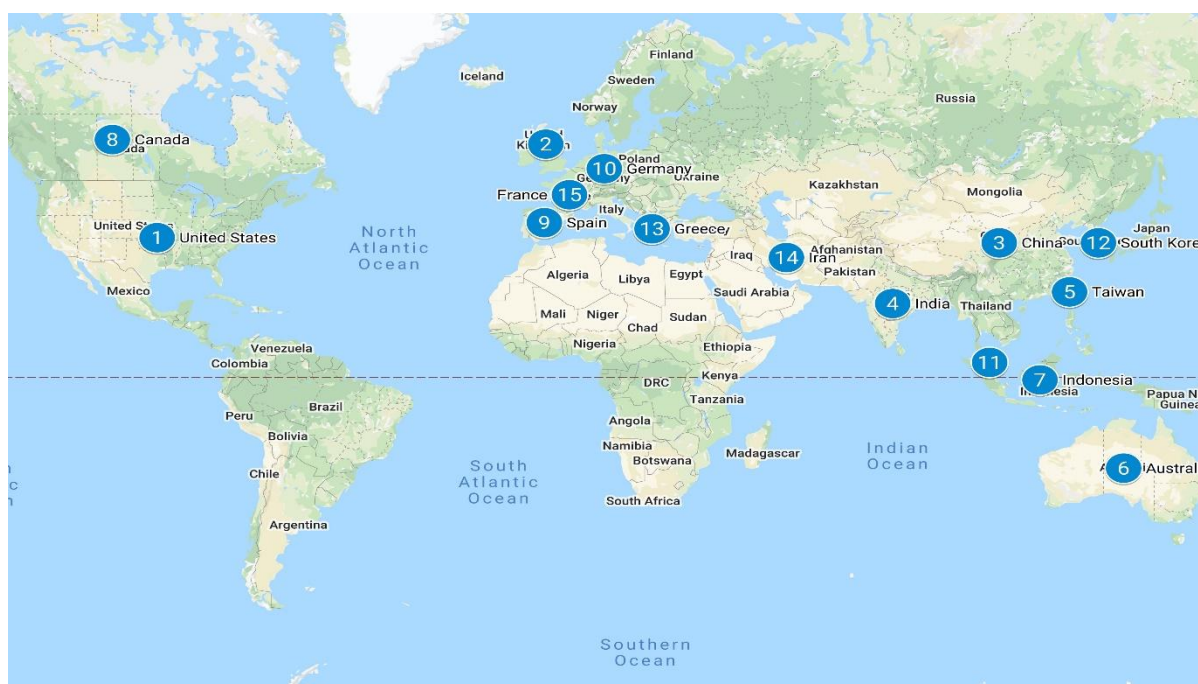 Iceland
Finland
Sweden
Norway
Russia
8 Canada
2
Poland
10 Germany
Ukraine
France 15
Kazakhstan
Mongolia
Italy
9 Spain
13 Greece
United
1 United States
North
Atlantic
Ocean
Japan
3 China
12 South Kore
Iraq
Afghanistan
14 Iran
Pakistan
Algeria
Libya
Egypt
Saudi Arabia
Mexico
4 India
Thailand
5 Taiwan
Mali
Niger
Chad
Sudan
Nigeria
Ethiopia
Venezuela
Colombia
11
DRC
Kenya
7 Indonesia
Tanzania
Papua N
Guinea
Peru
Brazil
Angola
Bolivia
Namibia
Botswana
Madagascar
Indian
Ocean
South
Atlantic
Ocean
6 Austral
Chile
South Africa
Argentina
Southern
Ocean